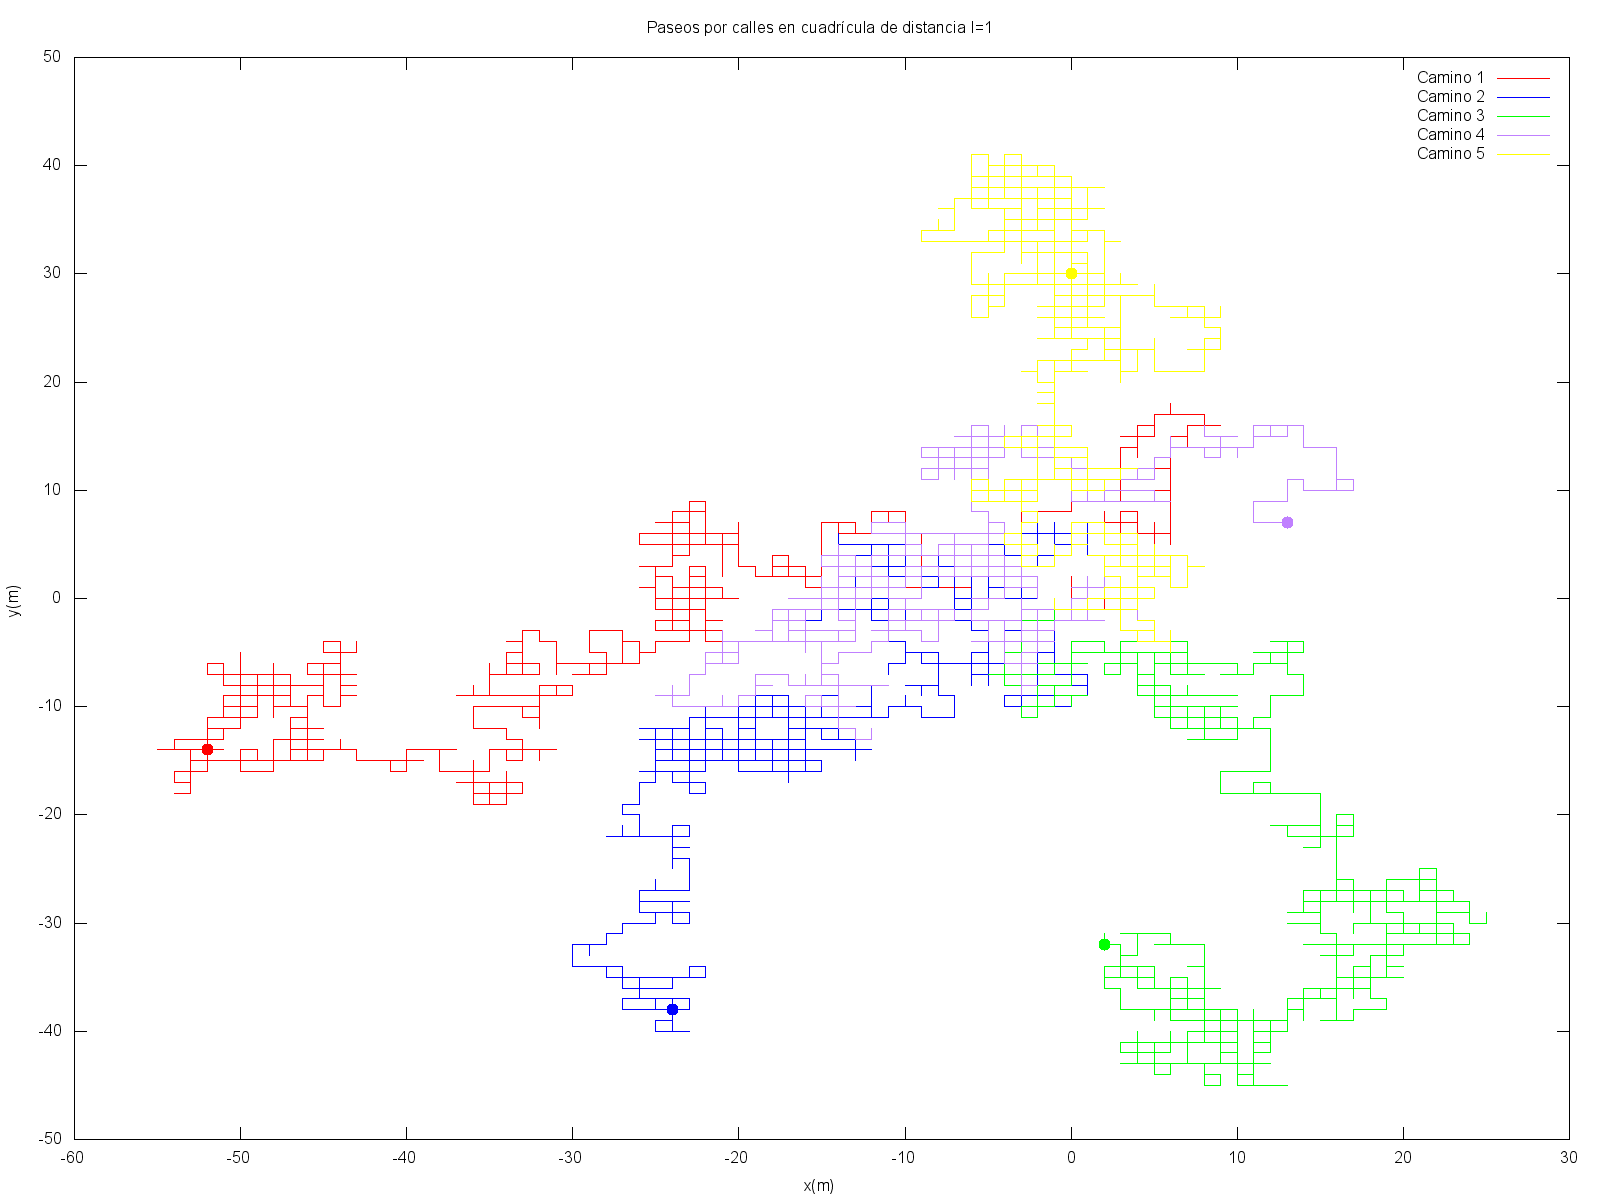 Paseos por calles en cuadrícula de distancia l=1
50
40
30
20
10
0
-10
-20
-30
-40
-50
y(m)
Camino 1
Camino 2
Camino 3
Camino 4
Camino 5
-60 -50 -40 -30 -20 -10 0 10 20 30
x(m)